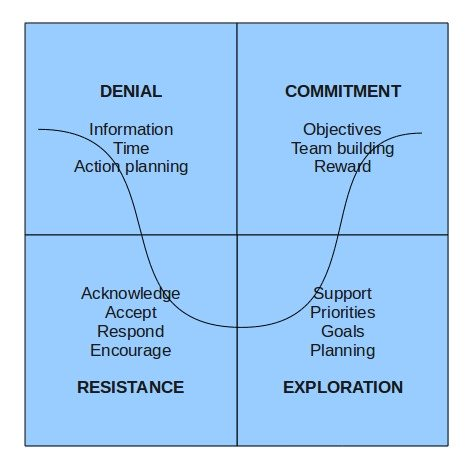 DENIAL
Information
Time
Action planning
COMMITMENT
Objectives
Team building
Reward
Acknowledge
Accept
Respond
Encourage
RESISTANCE
Support
Priorities
Goals
Planning
EXPLORATION